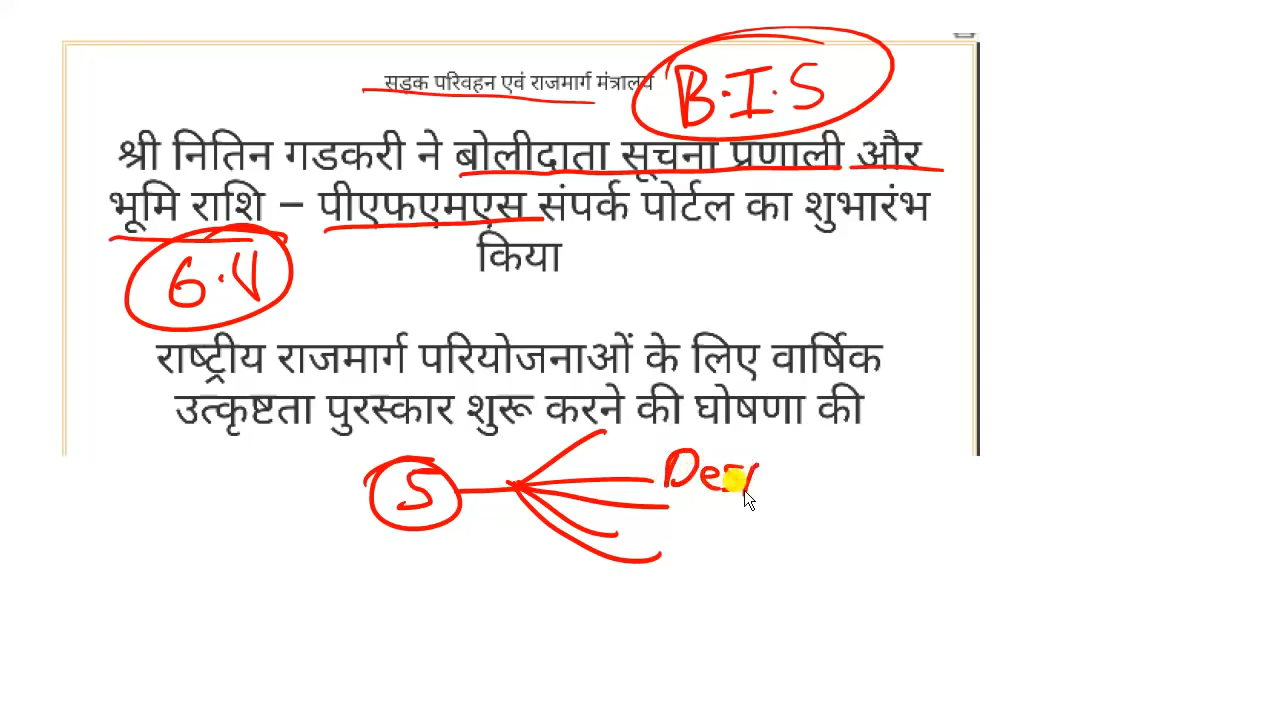 सड़क परिवहन एवं राजमार्ग मंत्रालय
B.I.S
श्री नितिन गडकरी ने बोलीदाता सूचना प्रणाली और
भूमि राशि – पीएफएमएस संपर्क पोर्टल का शुभारंभ
किया
राष्ट्रीय राजमार्ग परियोजनाओं के लिए वार्षिक
उत्कृष्टता पुरस्कार शुरू करने की घोषणा की
5